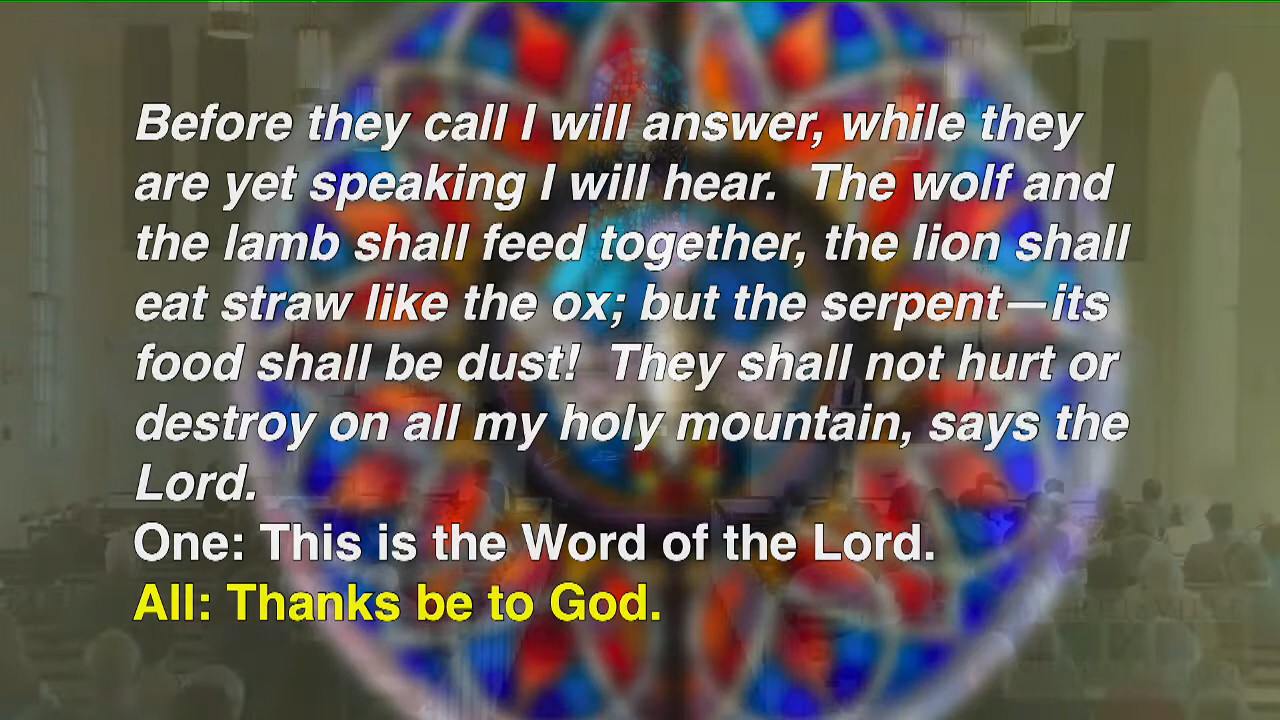 Before they call I will answer, while they
are yet speaking I will hear.  The wolf and
the lamb shall feed together, the lion shall
eat straw like the ox; but the serpent—its
food shall be dust!  They shall not hurt or
destroy on all my holy mountain, says the
Lord.
One: This is the Word of the Lord.
All: Thanks be to God.